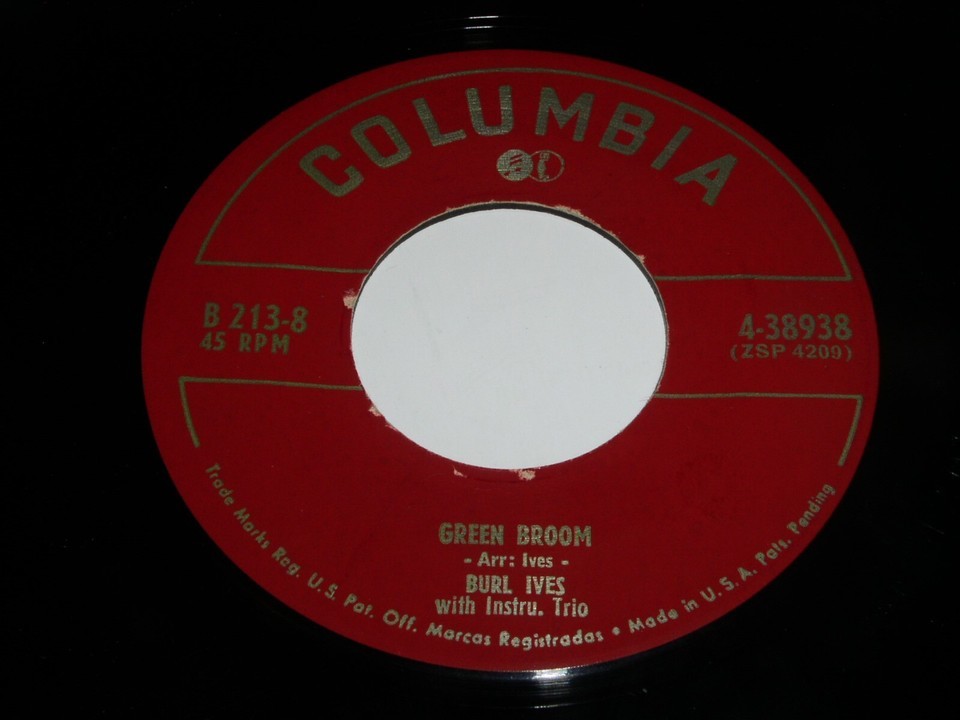 COLUMBIA
B 213-8
45 RPM
4-38938
(ZSP 4209)
GREEN BROOM
- Arr: Ives -
BURL IVES
with Instru. Trio
Trade Marks Reg. U.S. Pat. Off. Marcas Registradas • Made in U.S.A. Pats. Pending